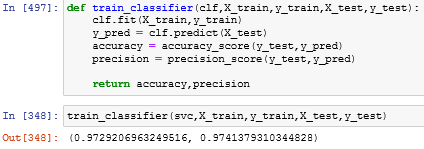 In [497]: def train_classifier(clf,X_train,y_train,X_test,y_test):
clf.fit(X_train,y_train)
y_pred = clf.predict(X_test)
accuracy = accuracy_score(y_test,y_pred)
precision = precision_score(y_test,y_pred)
return accuracy,precision
In [348]: train_classifier(svc,X_train,y_train,X_test,y_test)
Out[348]: (0.9729206963249516, 0.9741379310344828)